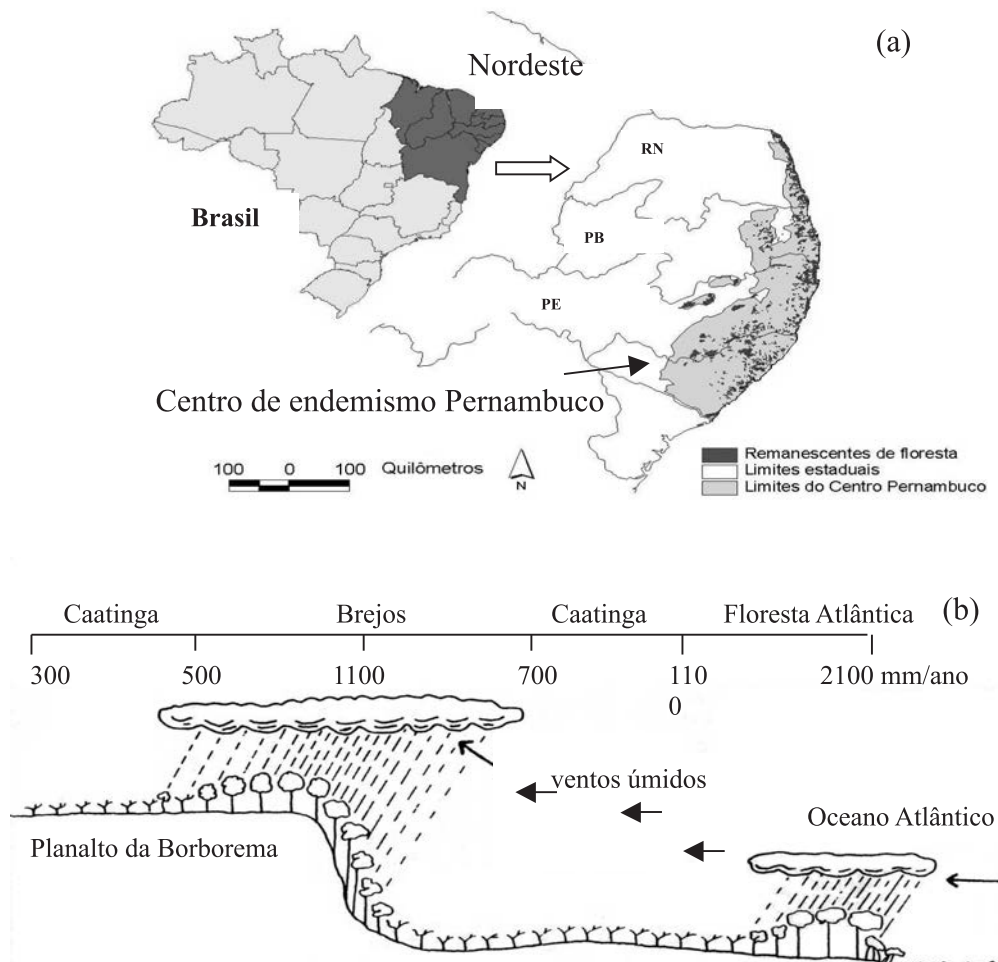 (a)
Nordeste
RN
Brasil
PB
PE
Centro de endemismo Pernambuco
100 0 100 Quilômetros
N
Remanescentes de floresta
Limites estaduais
Limites do Centro Pernambuco
(b)
Caatinga Brejos Caatinga Floresta Atlântica
300 500 1100 700 110 2100 mm/ano
0
ventos úmidos
Oceano Atlântico
Planalto da Borborema